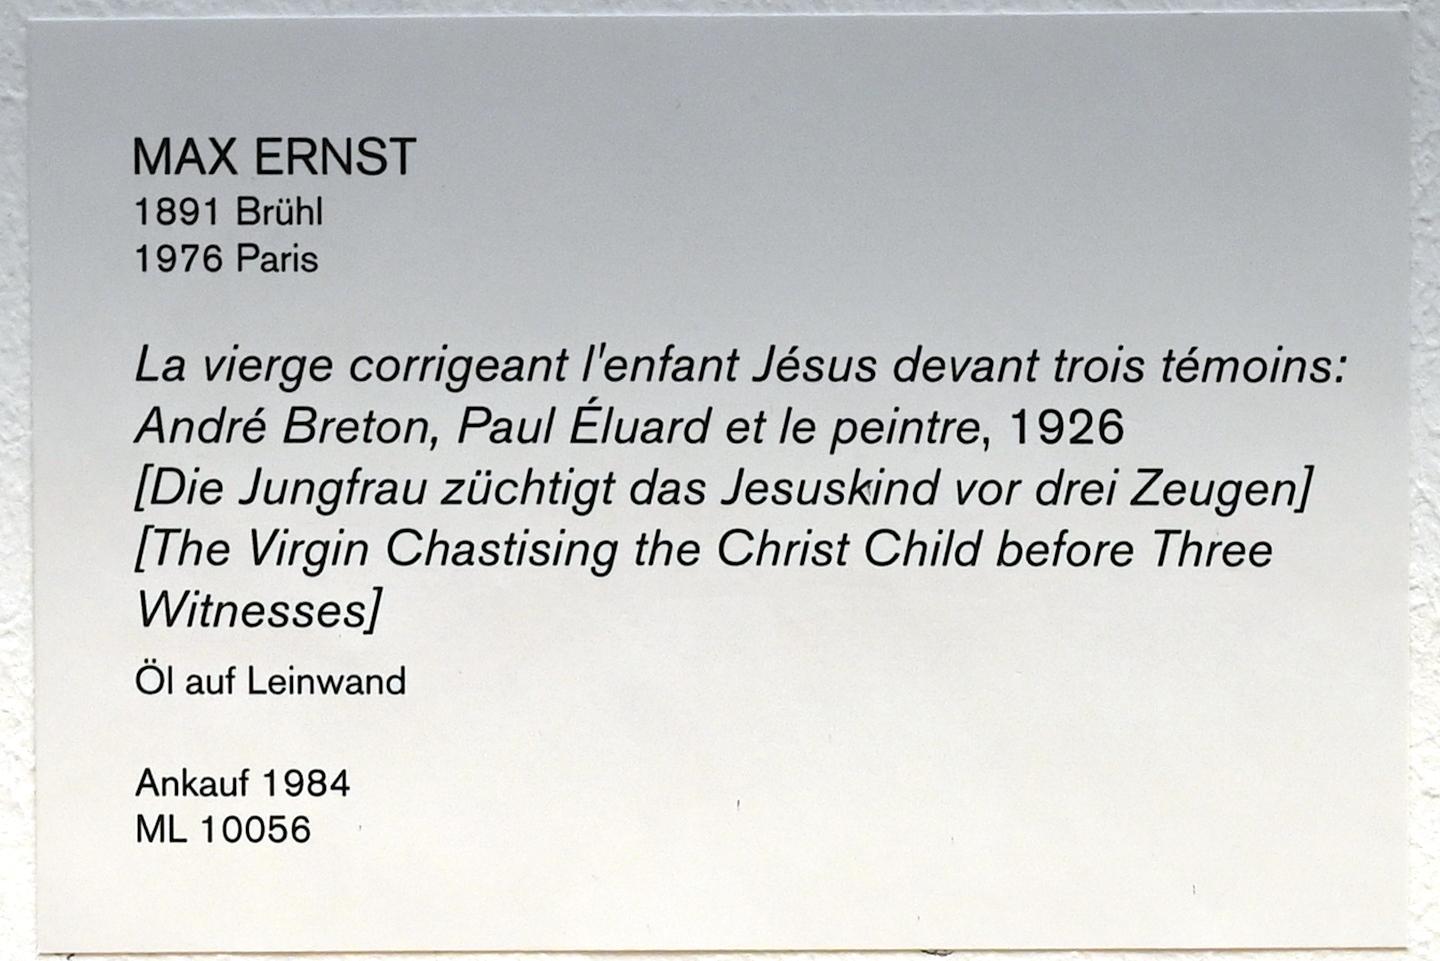 MAX ERNST
1891 Brühl
1976 Paris
La vierge corrigeant l'enfant Jésus devant trois témoins:
André Breton, Paul Éluard et le peintre, 1926
[Die Jungfrau züchtigt das Jesuskind vor drei Zeugen]
[The Virgin Chastising the Christ Child before Three
Witnesses]
Öl auf Leinwand
Ankauf 1984
ML 10056